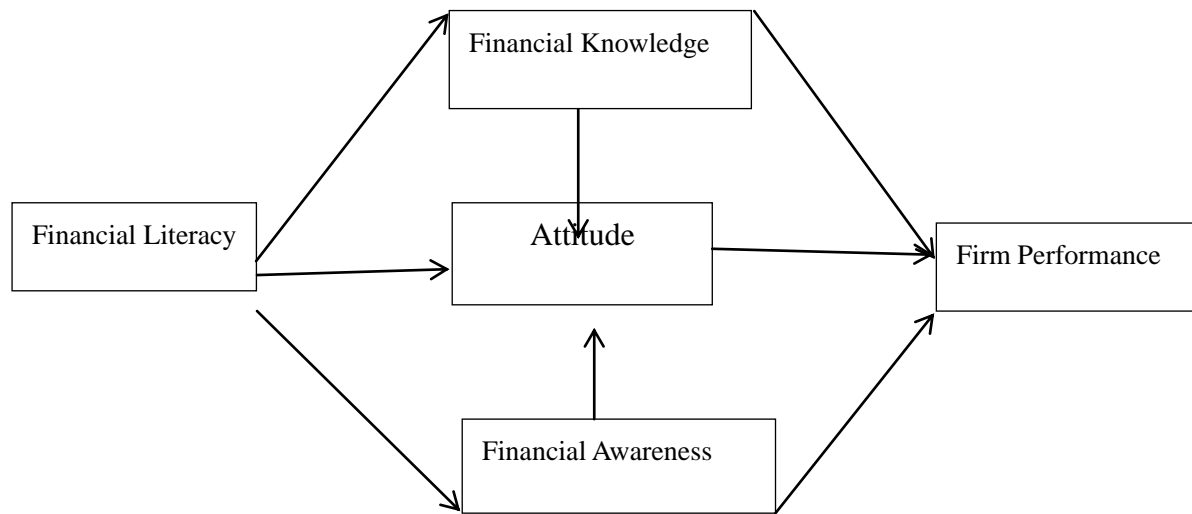 Financial Knowledge
Financial Literacy
Attitude
Firm Performance
Financial Awareness